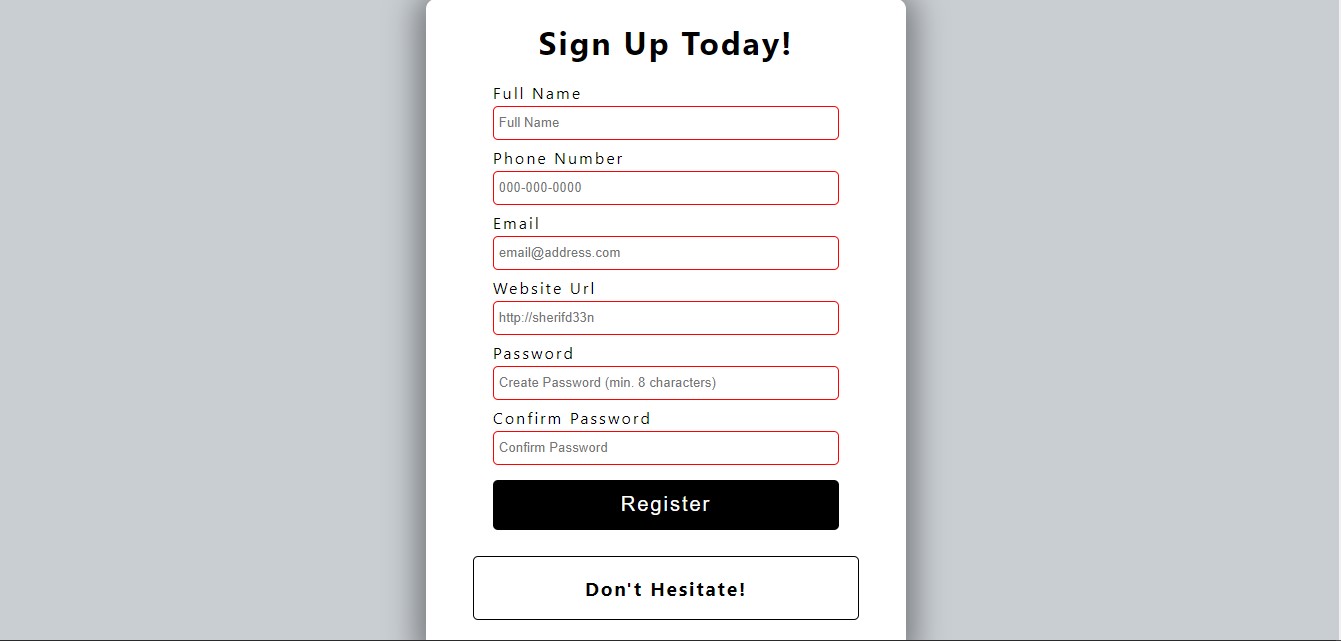 Sign Up Today!
Full Name
Full Name
Phone Number
000-000-0000
Email
email@address.com
Website Url
http://sherifd33n
Password
Create Password (min. 8 characters)
Confirm Password
Confirm Password
Register
Don't Hesitate!